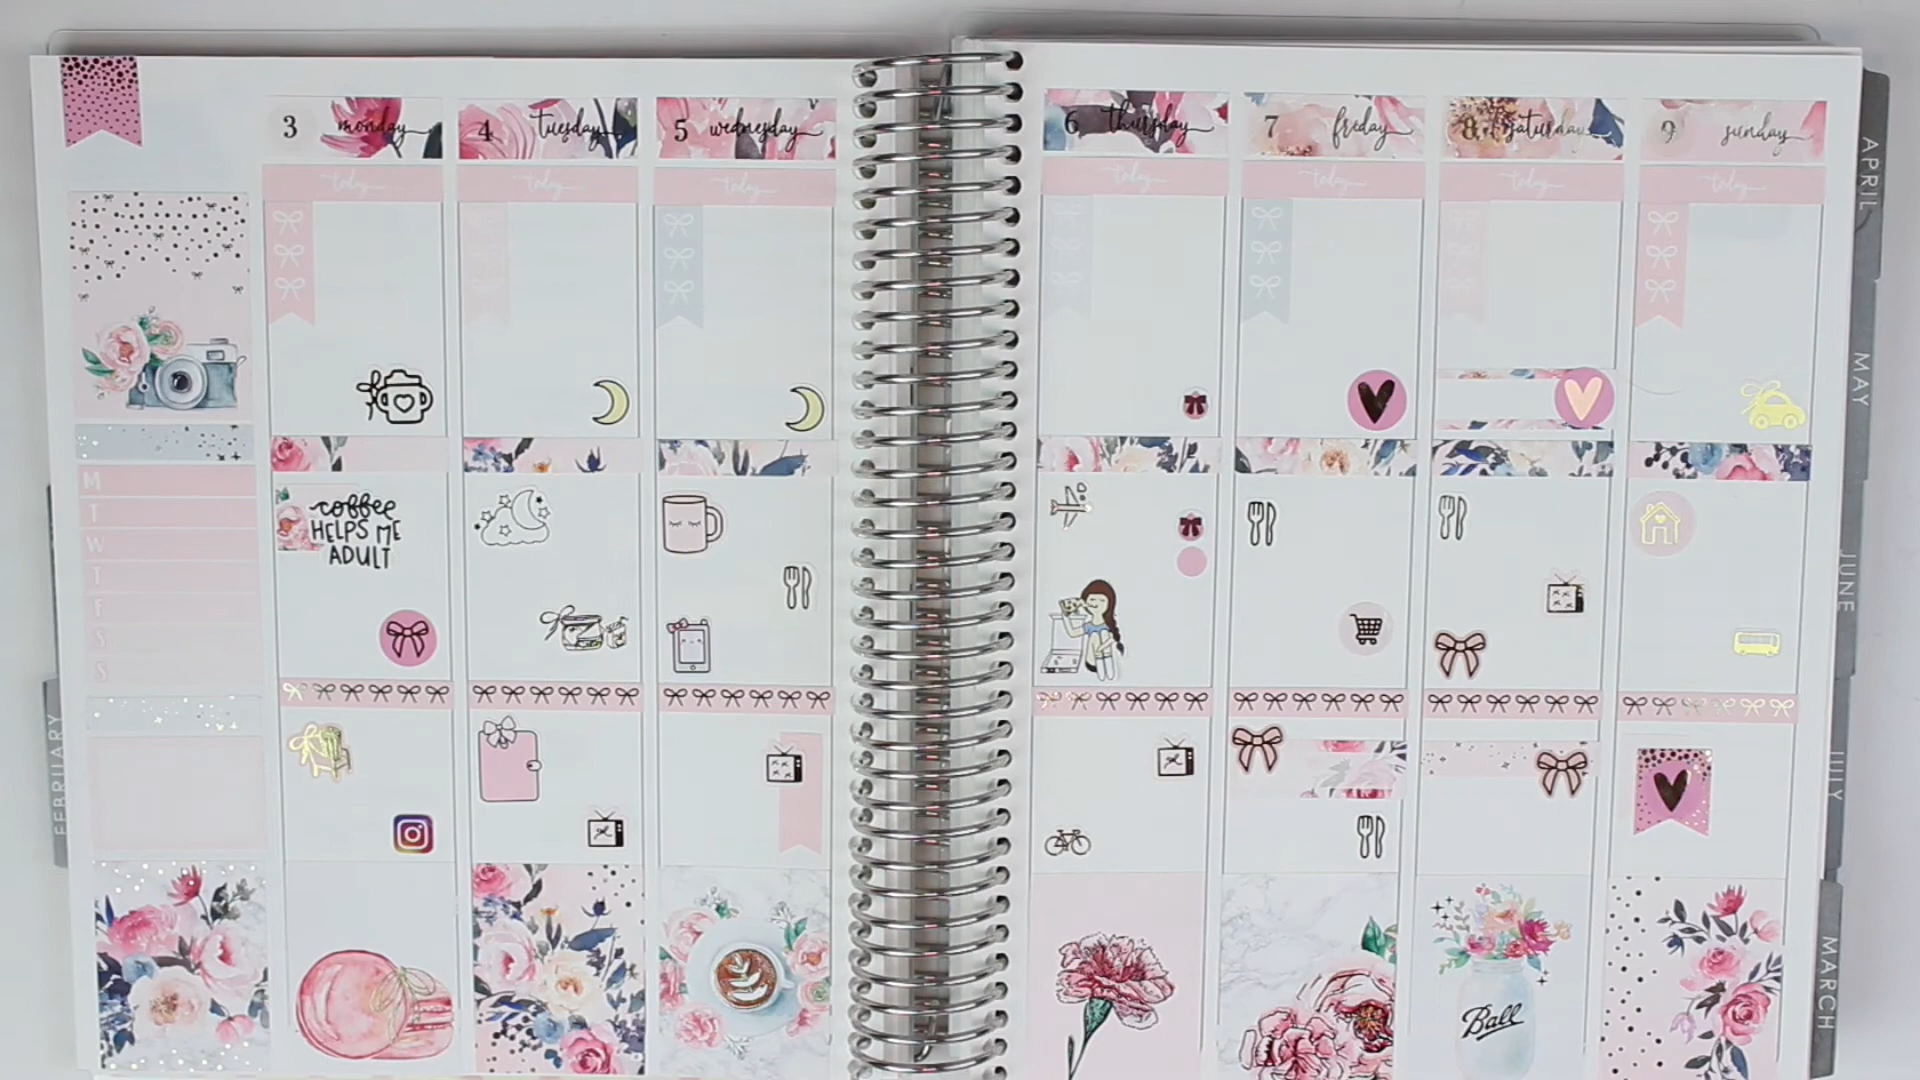 3 monday
4 tuesday
5 wednesday
6 thursday
7 friday
8 saturday
9 sunday
today
today
today
today
today
today
today
coffee
HELPS ME
ADULT
M
T
W
T
F
S
S
Ball
FEBRUARY
APRIL
MAY
JUNE
JULY
MARCH